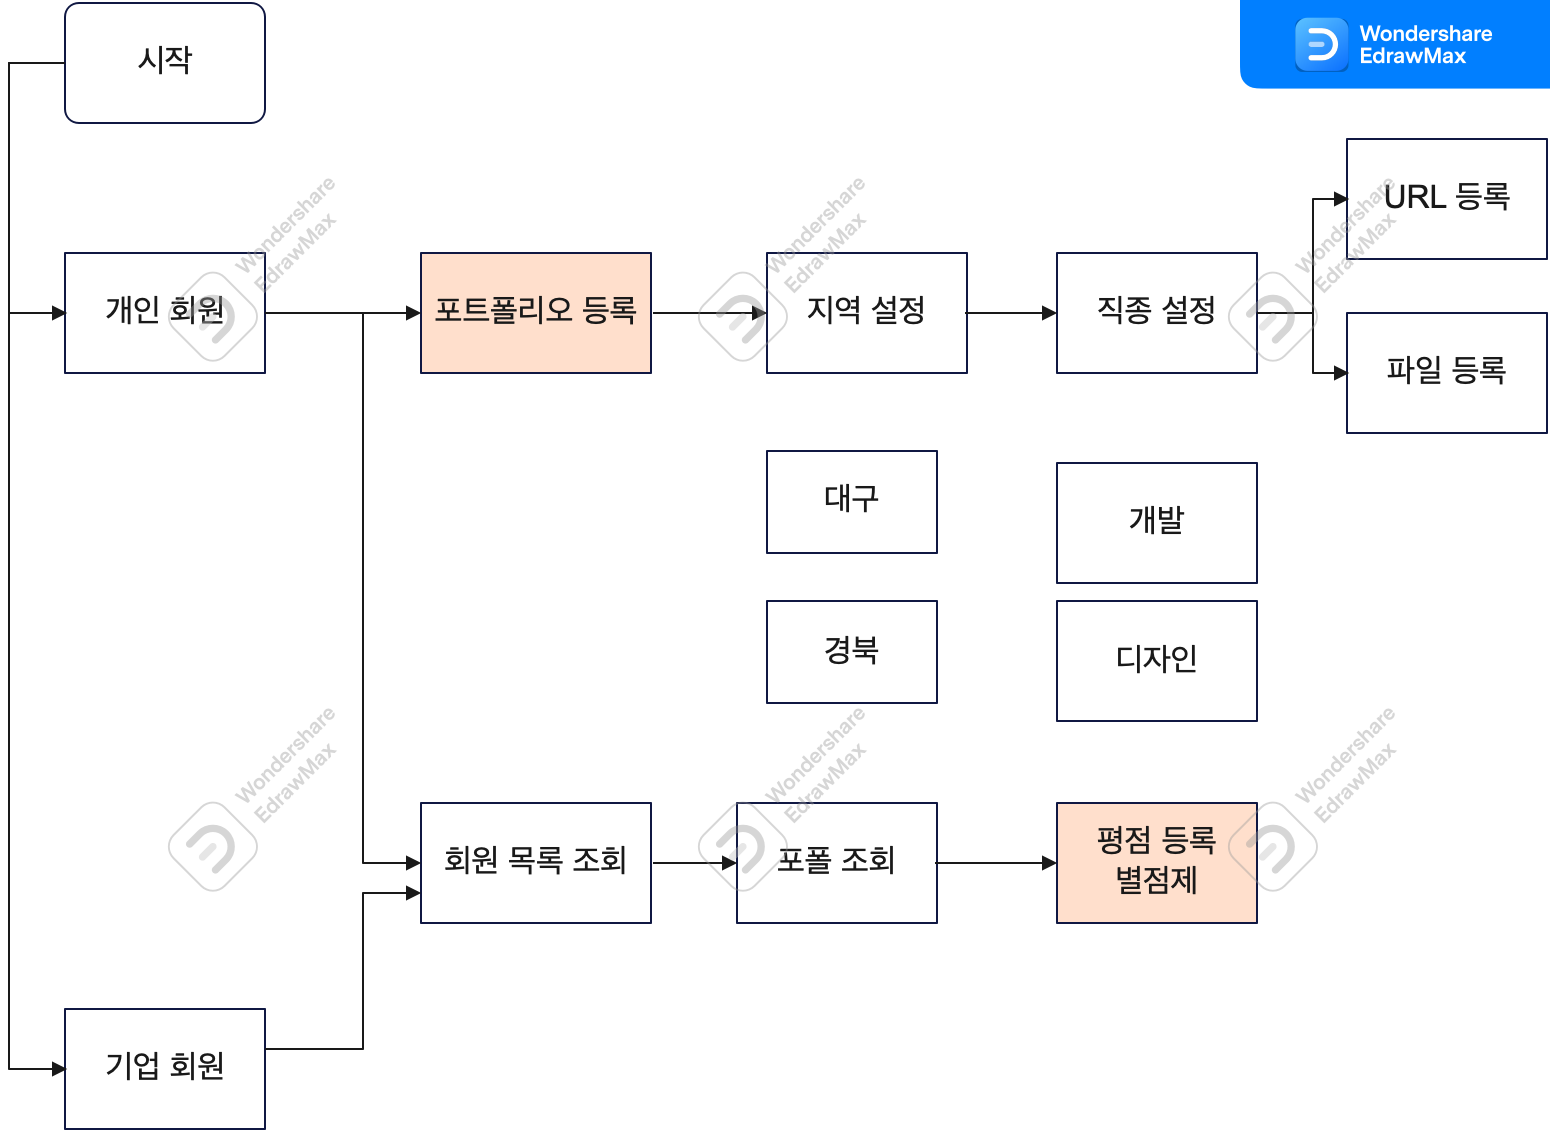 시작
Wondershare
EdrawMax
URL 등록
개인 회원
포트폴리오 등록
지역 설정
직종 설정
파일 등록
대구
개발
경북
디자인
회원 목록 조회
포폴 조회
평점 등록
별점제
기업 회원
Wondershare
EdrawMax
Wondershare
EdrawMax
Wondershare
EdrawMax
Wondershare
EdrawMax
Wondershare
EdrawMax
Wondershare
EdrawMax